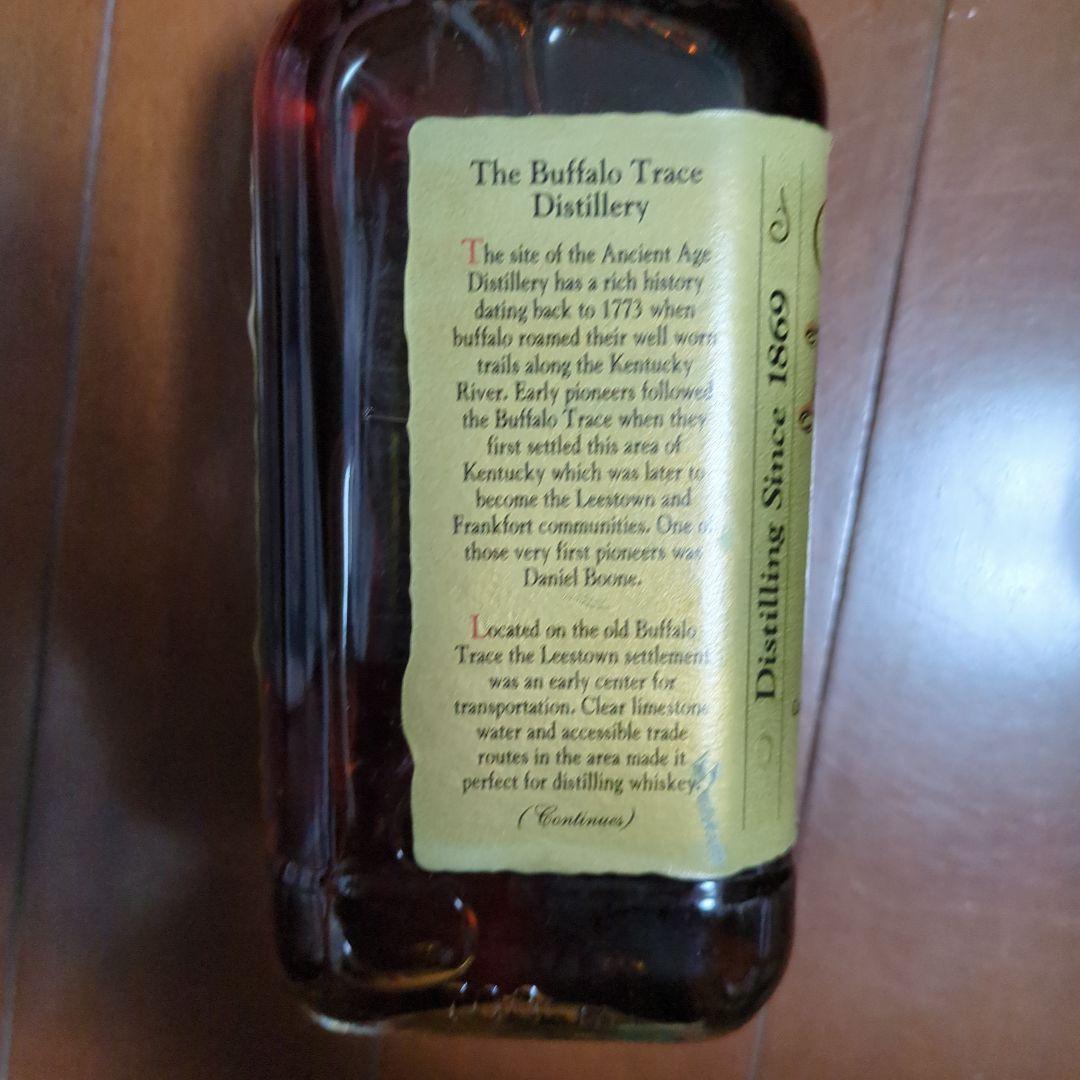 The Buffalo Trace
Distillery
The site of the Ancient Age
Distillery has a rich history
dating back to 1773 when
buffalo roamed their well worn
trails along the Kentucky
River. Early pioneers followed
the Buffalo Trace when they
first settled this area of
Kentucky which was later to
become the Leestown and
Frankfort communities. One of
those very first pioneers was
Daniel Boone.
Located on the old Buffalo
Trace the Leestown settlement
was an early center for
transportation. Clear limestone
water and accessible trade
routes in the area made it
perfect for distilling whiskey.
(Continues)
Distilling Since 1869